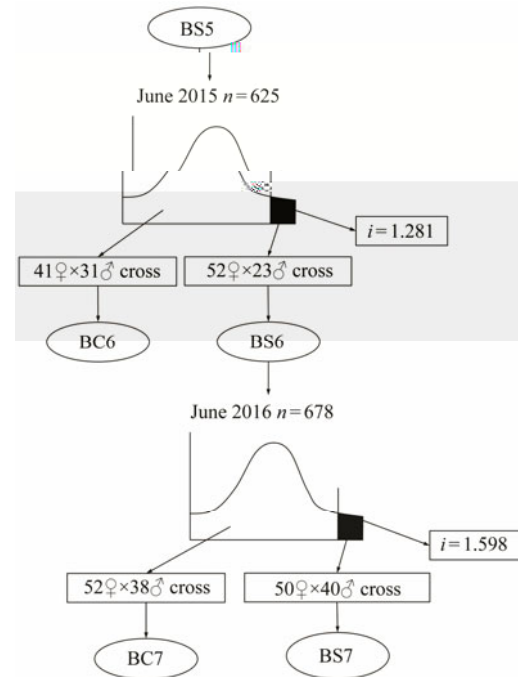 BS5
June 2015 n=625
i=1.281
41♀×31♂ cross
52♀×23♂ cross
BC6
BS6
June 2016 n=678
i=1.598
52♀×38♂ cross
50♀×40♂ cross
BC7
BS7